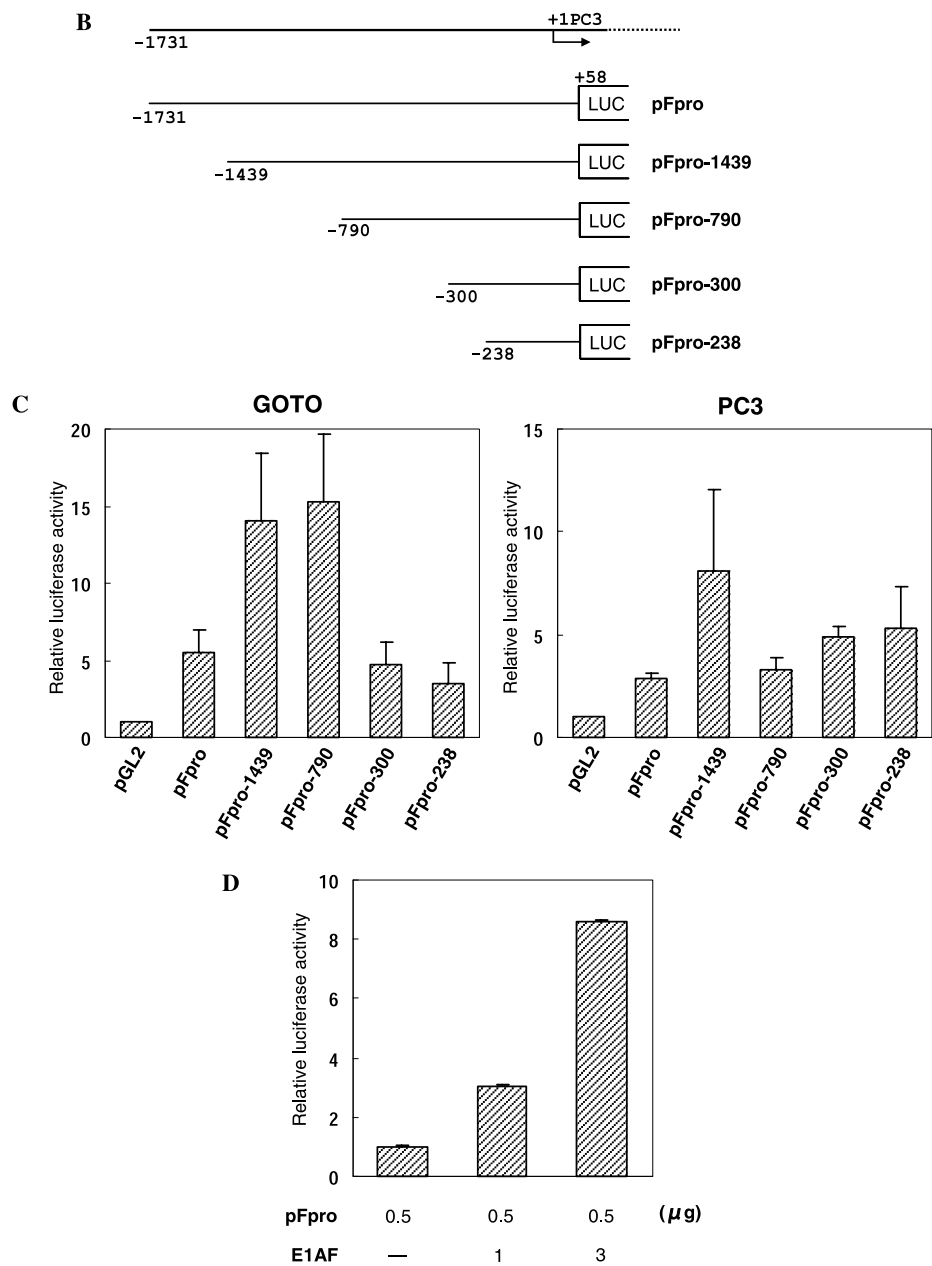 B
+1PC3
-1731
+58
-1731
LUC
pFpro
-1439
LUC
pFpro-1439
-790
LUC
pFpro-790
-300
LUC
pFpro-300
-238
LUC
pFpro-238
C
GOTO
Relative luciferase activity
20
15
10
5
0
pGL2
pFpro
pFpro-1439
pFpro-790
pFpro-300
pFpro-238
PC3
Relative luciferase activity
15
10
5
0
pGL2
pFpro
pFpro-1439
pFpro-790
pFpro-300
pFpro-238
D
Relative luciferase activity
10
8
6
4
2
0
pFpro 0.5 0.5 0.5 (μg)
E1AF — 1 3